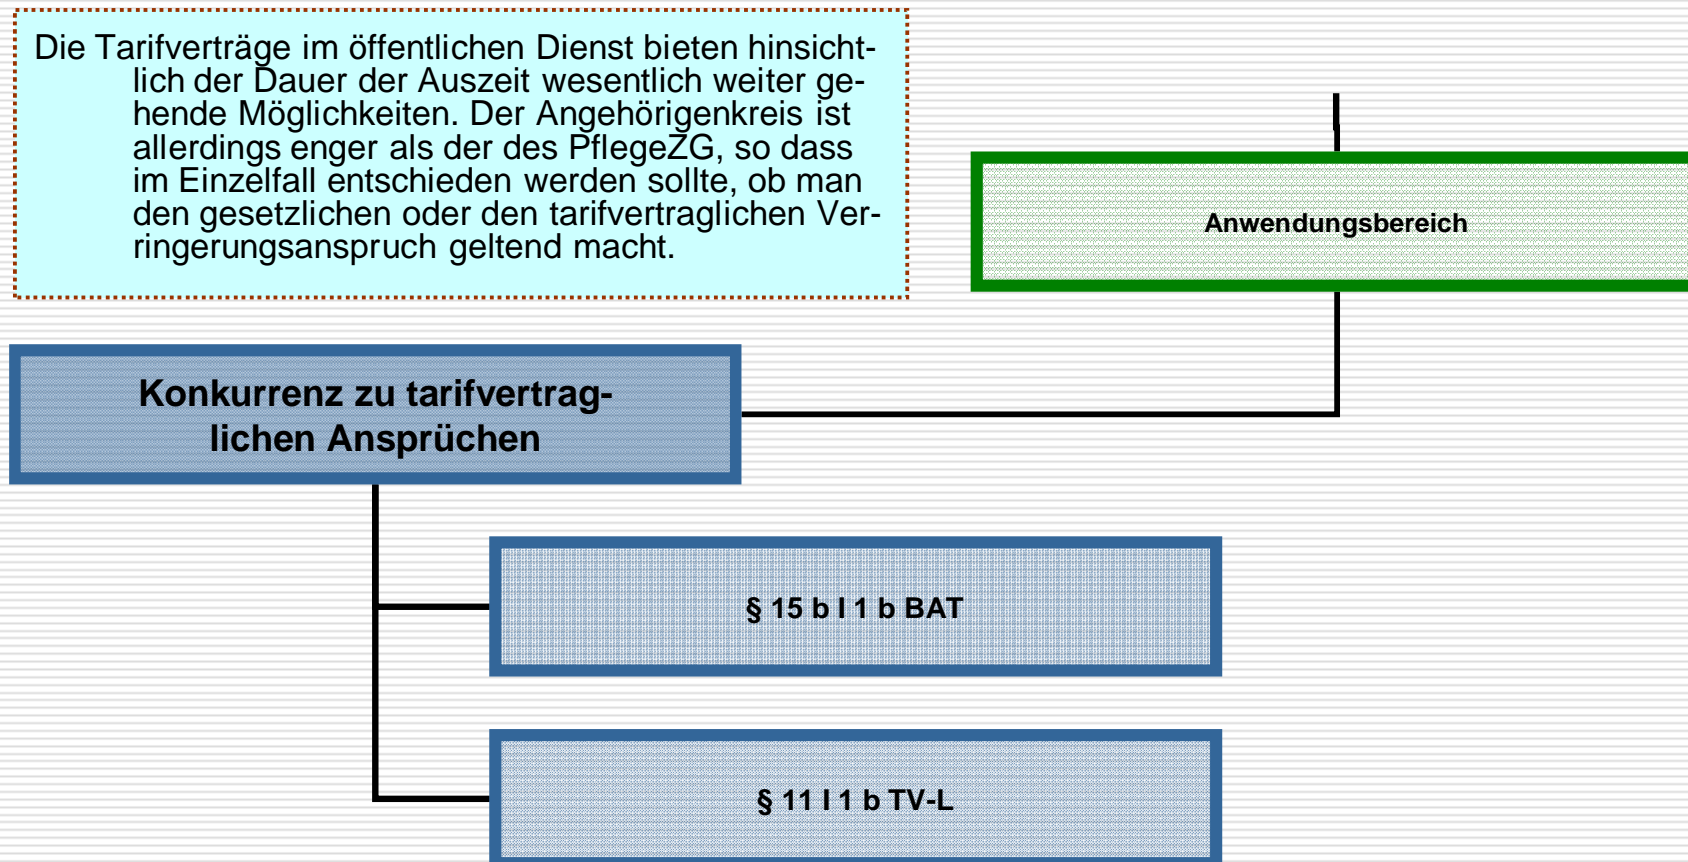 Die Tarifverträge im öffentlichen Dienst bieten hinsicht-
lich der Dauer der Auszeit wesentlich weiter ge-
hende Möglichkeiten. Der Angehörigenkreis ist
allerdings enger als der des PflegeZG, so dass
im Einzelfall entschieden werden sollte, ob man
den gesetzlichen oder den tarifvertraglichen Ver-
ringerungsanspruch geltend macht.
Anwendungsbereich
Konkurrenz zu tarifvertrag-
lichen Ansprüchen
§ 15 b I 1 b BAT
§ 11 I 1 b TV-L